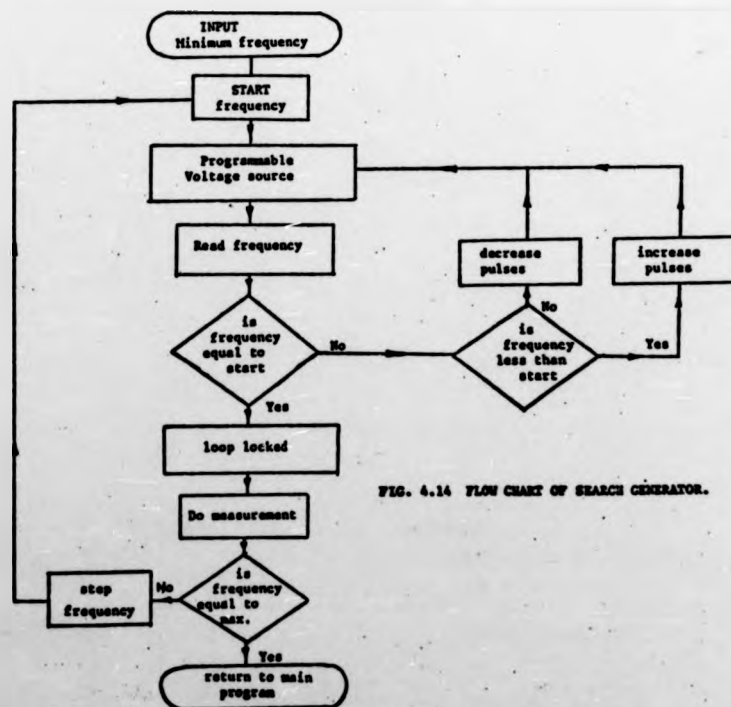 INPUT
Minimum frequency
START
frequency
Programmable
Voltage source
Read frequency
decrease
pulses
increase
pulses
is
frequency
equal to
start
No
is
frequency
less than
start
No
Yes
Yes
loop locked
FIG. 4.14 FLOW CHART OF SEARCH GENERATOR.
Do measurement
step
frequency
No
is
frequency
equal to
max.
Yes
return to main
program